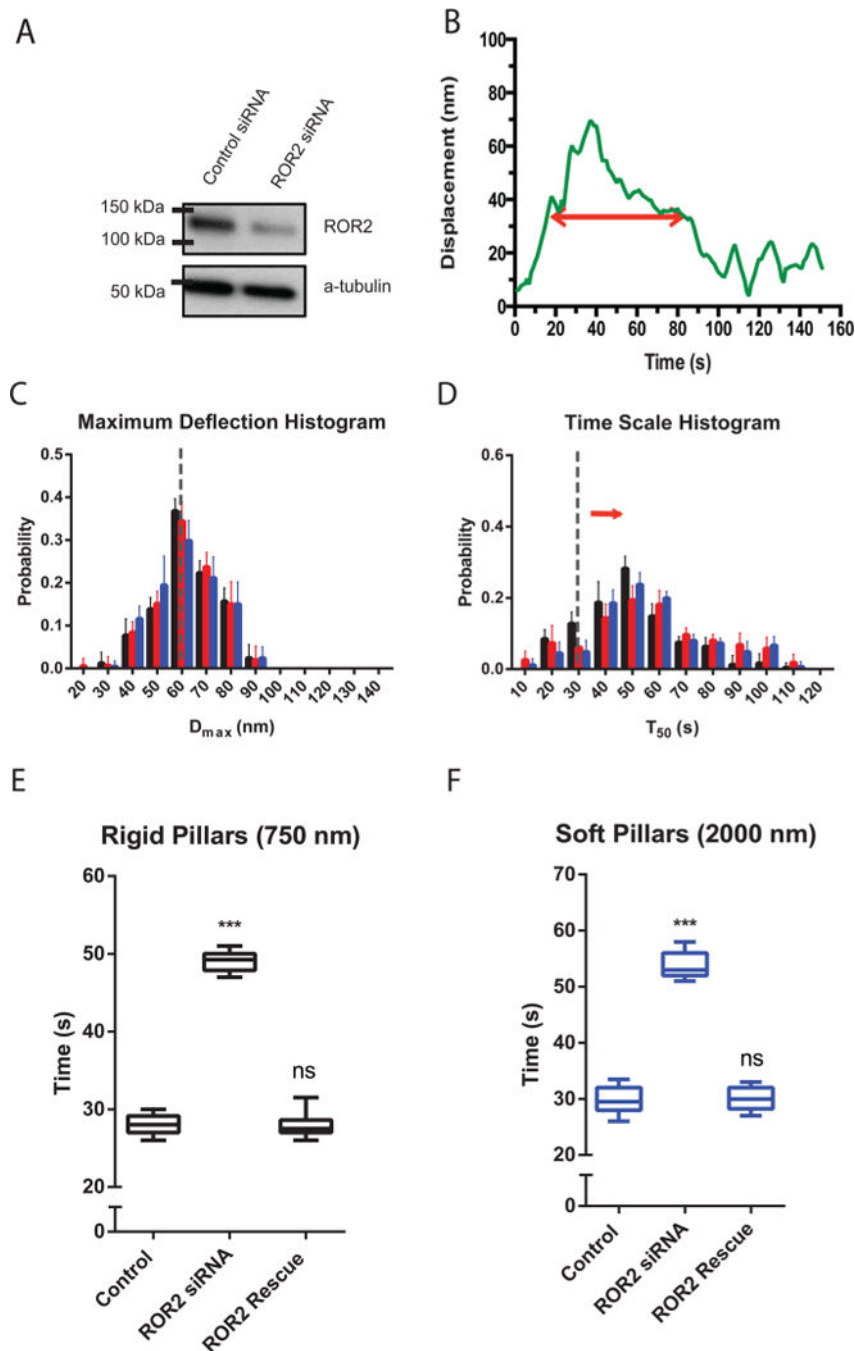 A
Control siRNA
ROR2 siRNA
150 kDa
100 kDa
ROR2
50 kDa
a-tubulin
B
100
80
60
40
20
0
Displacement (nm)
0 20 40 60 80 100 120 140 160
Time (s)
C
Maximum Deflection Histogram
0.5
0.4
0.3
0.2
0.1
0.0
Probability
20 30 40 50 60 70 80 90 100 110 120 130 140
Dmax (nm)
D
Time Scale Histogram
0.6
0.4
0.2
0.0
Probability
10 20 30 40 50 60 70 80 90 100 110 120
T50 (s)
E
Rigid Pillars (750 nm)
60
50
40
30
20
0
Time (s)
***
ns
Control
ROR2 siRNA
ROR2 Rescue
F
Soft Pillars (2000 nm)
70
60
50
40
30
20
0
Time (s)
***
ns
Control
ROR2 siRNA
ROR2 Rescue